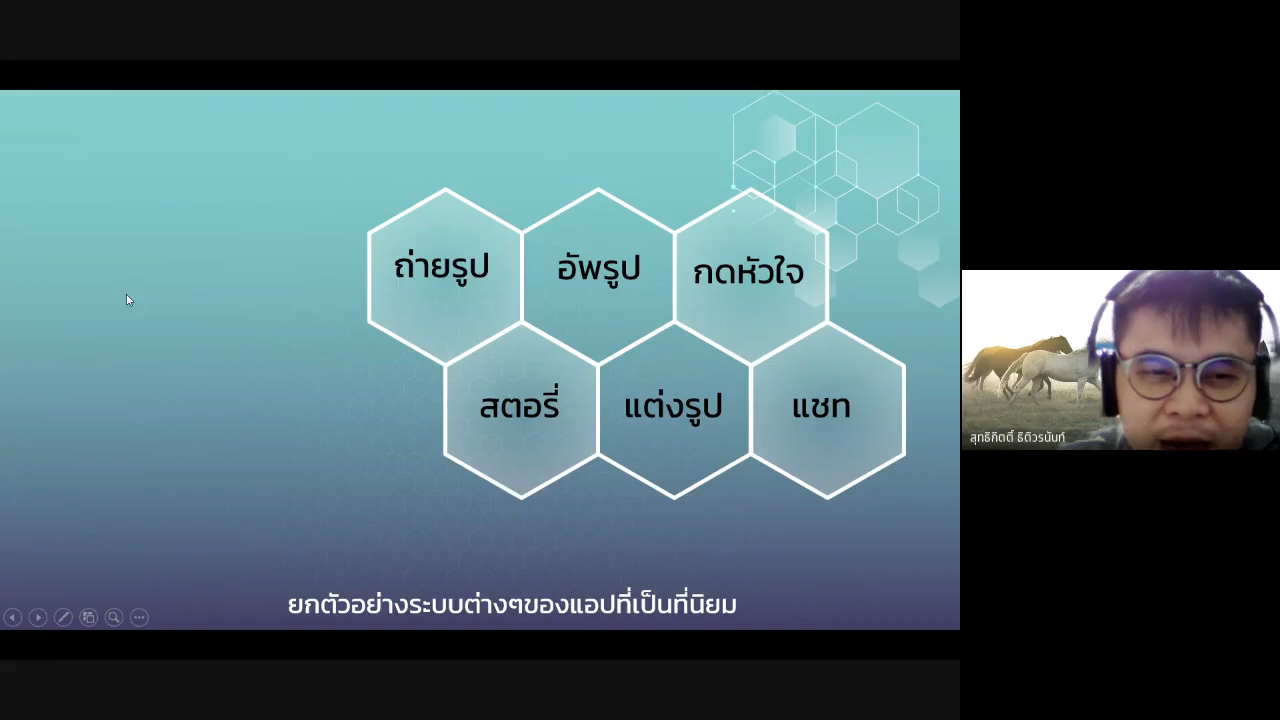 ถ่ายรูป
อัพรูป
กดหัวใจ
สตอรี่
แต่งรูป
แชท
ยกตัวอย่างระบบต่างๆของแอปที่เป็นที่นิยม
สุทธิกิตติ์ ธิติวรนันท์